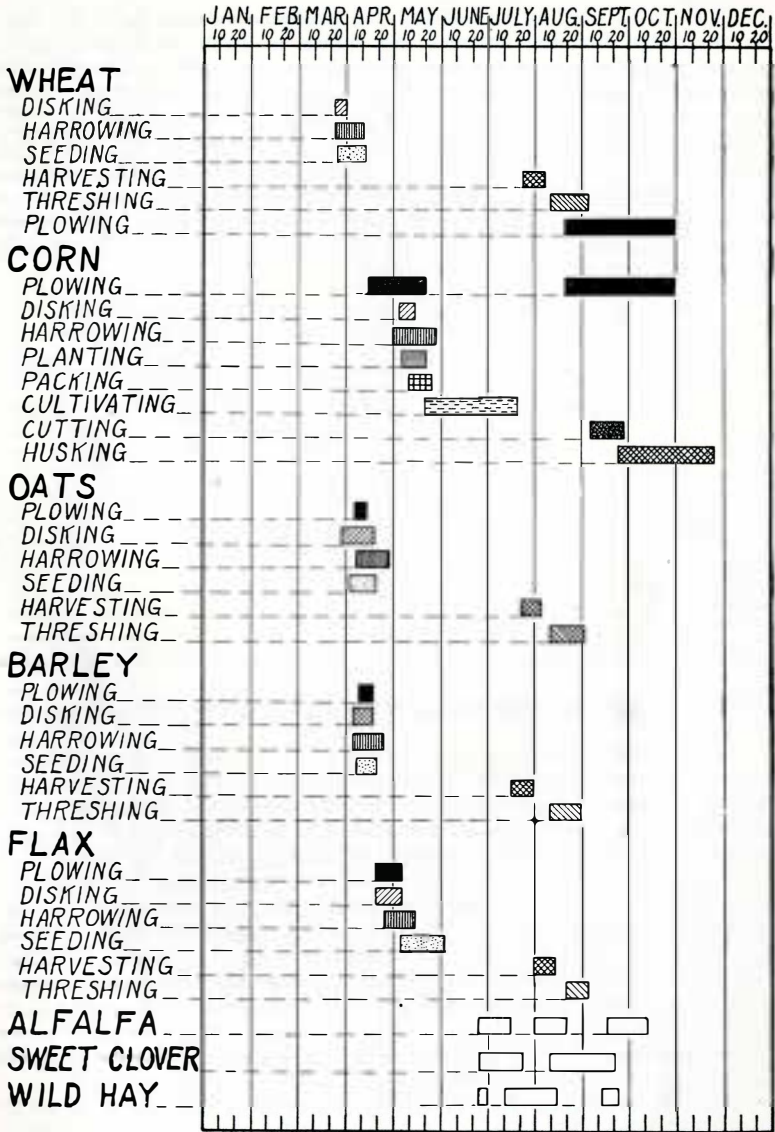 JAN. FEB. MAR. APR. MAY JUNE JULY AUG. SEPT. OCT. NOV. DEC.
10 20 10 20 10 20 10 20 10 20 10 20 10 20 10 20 10 20 10 20 10 20 10 20
WHEAT
DISKING
HARROWING
SEEDING
HARVESTING
THRESHING
PLOWING
CORN
PLOWING
DISKING
HARROWING
PLANTING
PACKING
CULTIVATING
CUTTING
HUSKING
OATS
PLOWING
DISKING
HARROWING
SEEDING
HARVESTING
THRESHING
BARLEY
PLOWING
DISKING
HARROWING
SEEDING
HARVESTING
THRESHING
FLAX
PLOWING
DISKING
HARROWING
SEEDING
HARVESTING
THRESHING
ALFALFA
SWEET CLOVER
WILD HAY